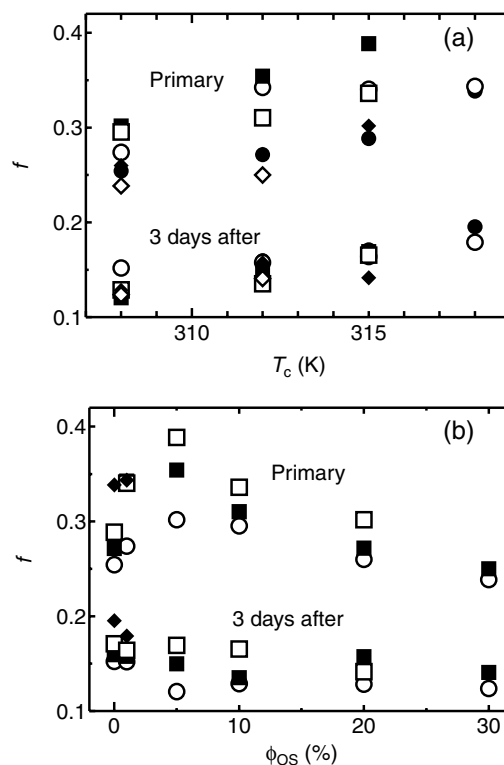 (a)
0.4
Primary
0.3
f
0.2
3 days after
0.1
310
315
T_c (K)
(b)
0.4
Primary
0.3
f
0.2
3 days after
0.1
0
10
20
30
ϕ_OS (%)